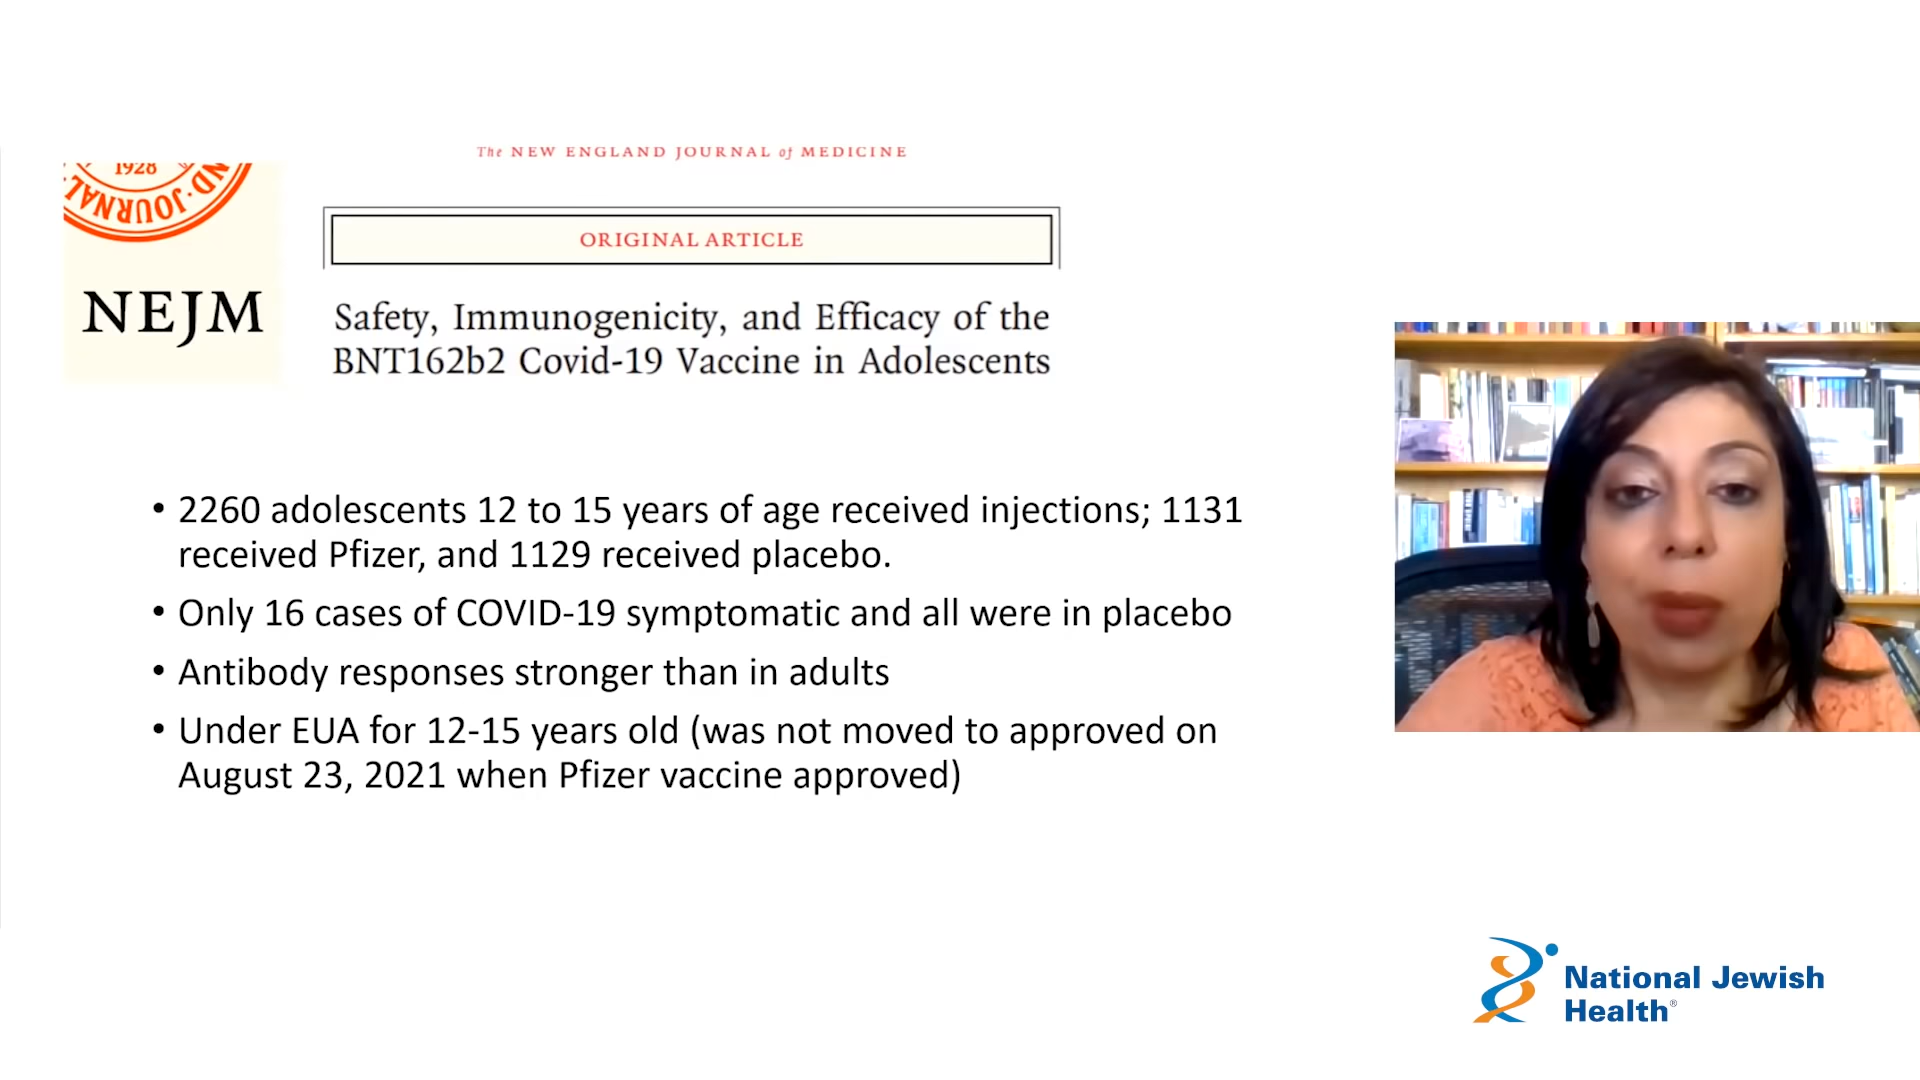 The NEW ENGLAND JOURNAL of MEDICINE
1928
ND·JOURNAL
ORIGINAL ARTICLE
NEJM
Safety, Immunogenicity, and Efficacy of the
BNT162b2 Covid-19 Vaccine in Adolescents
• 2260 adolescents 12 to 15 years of age received injections; 1131
received Pfizer, and 1129 received placebo.
• Only 16 cases of COVID-19 symptomatic and all were in placebo
• Antibody responses stronger than in adults
• Under EUA for 12-15 years old (was not moved to approved on
August 23, 2021 when Pfizer vaccine approved)
National Jewish
Health®